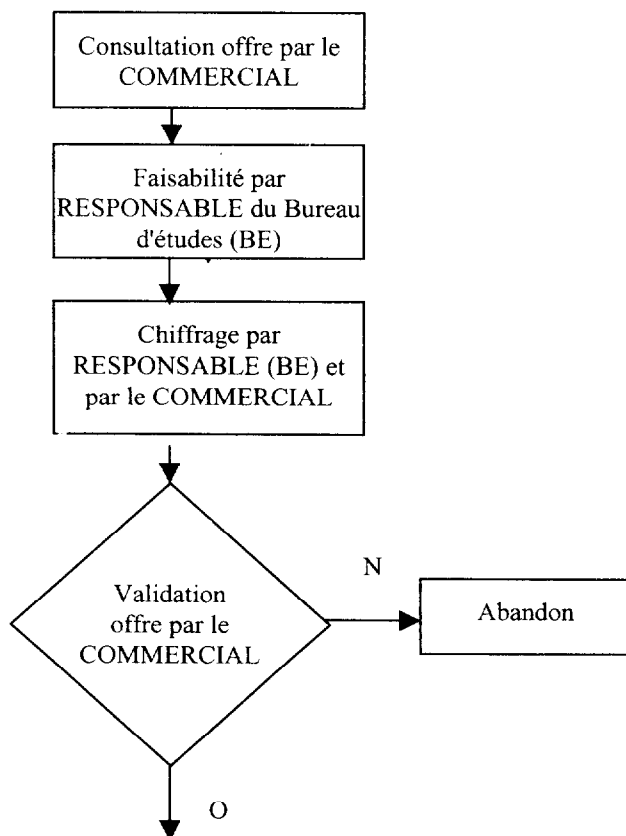 Consultation offre par le
COMMERCIAL
Faisabilité par
RESPONSABLE du Bureau
d'études (BE)
Chiffrage par
RESPONSABLE (BE) et
par le COMMERCIAL
Validation
offre par le
COMMERCIAL
N
Abandon
O